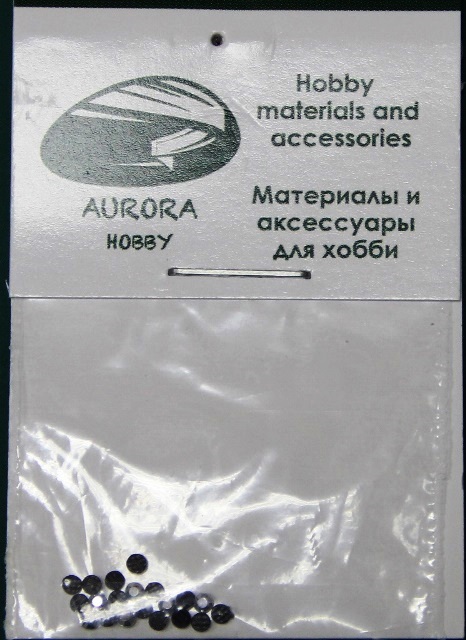 Hobby
materials and
accessories
Материалы и
аксессуары
для хобби
AURORA
HOBBY